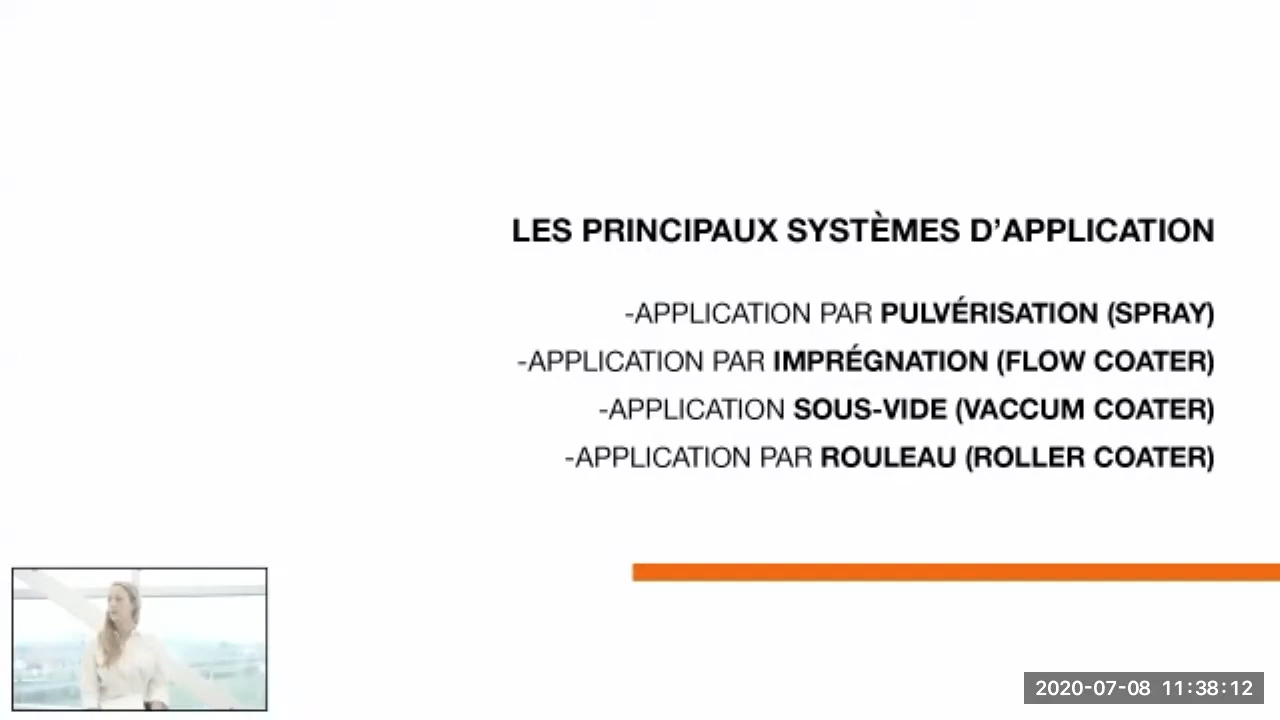 LES PRINCIPAUX SYSTÈMES D’APPLICATION
-APPLICATION PAR PULVÉRISATION (SPRAY)
-APPLICATION PAR IMPRÉGNATION (FLOW COATER)
-APPLICATION SOUS-VIDE (VACCUM COATER)
-APPLICATION PAR ROULEAU (ROLLER COATER)
2020-07-08 11:38:12